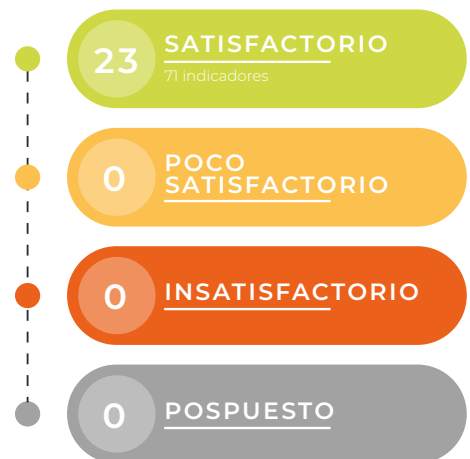 23
SATISFACTORIO
71 indicadores
0
POCO
SATISFACTORIO
0
INSATISFACTORIO
0
POSPUESTO